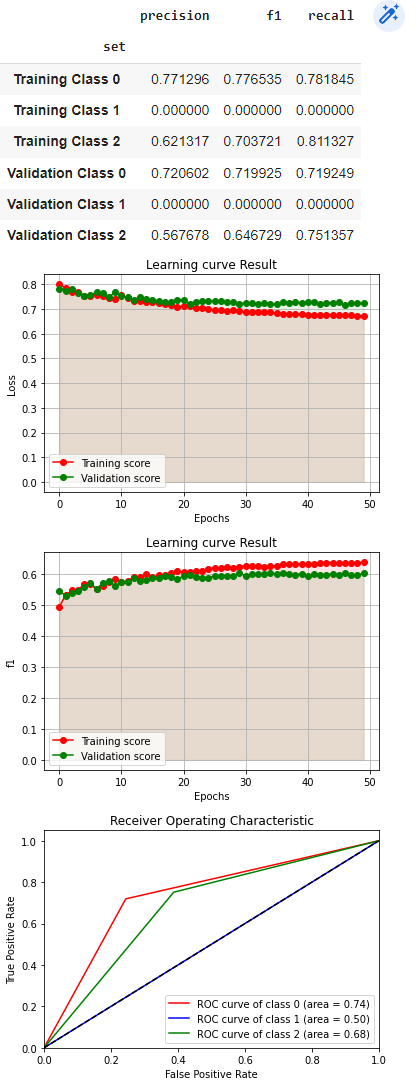 precision f1 recall
set
Training Class 0 0.771296 0.776535 0.781845
Training Class 1 0.000000 0.000000 0.000000
Training Class 2 0.621317 0.703721 0.811327
Validation Class 0 0.720602 0.719925 0.719249
Validation Class 1 0.000000 0.000000 0.000000
Validation Class 2 0.567678 0.646729 0.751357
Learning curve Result
0.8
0.7
0.6
0.5
0.4
0.3
0.2
0.1
0.0
Loss
Training score
Validation score
0 10 20 30 40 50
Epochs
Learning curve Result
0.6
0.5
0.4
0.3
0.2
0.1
0.0
f1
Training score
Validation score
0 10 20 30 40 50
Epochs
Receiver Operating Characteristic
1.0
0.8
0.6
0.4
0.2
0.0
True Positive Rate
ROC curve of class 0 (area = 0.74)
ROC curve of class 1 (area = 0.50)
ROC curve of class 2 (area = 0.68)
0.0 0.2 0.4 0.6 0.8 1.0
False Positive Rate